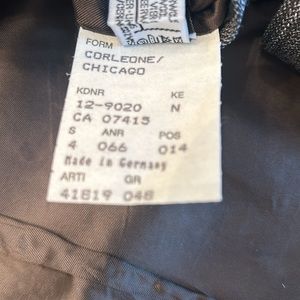 FORM
CORLEONE/
CHICAGO
KDNR KE
12-9020 N
CA 07415
S ANR POS
4 066 014
Made in Germany
ARTI GR
41819 048